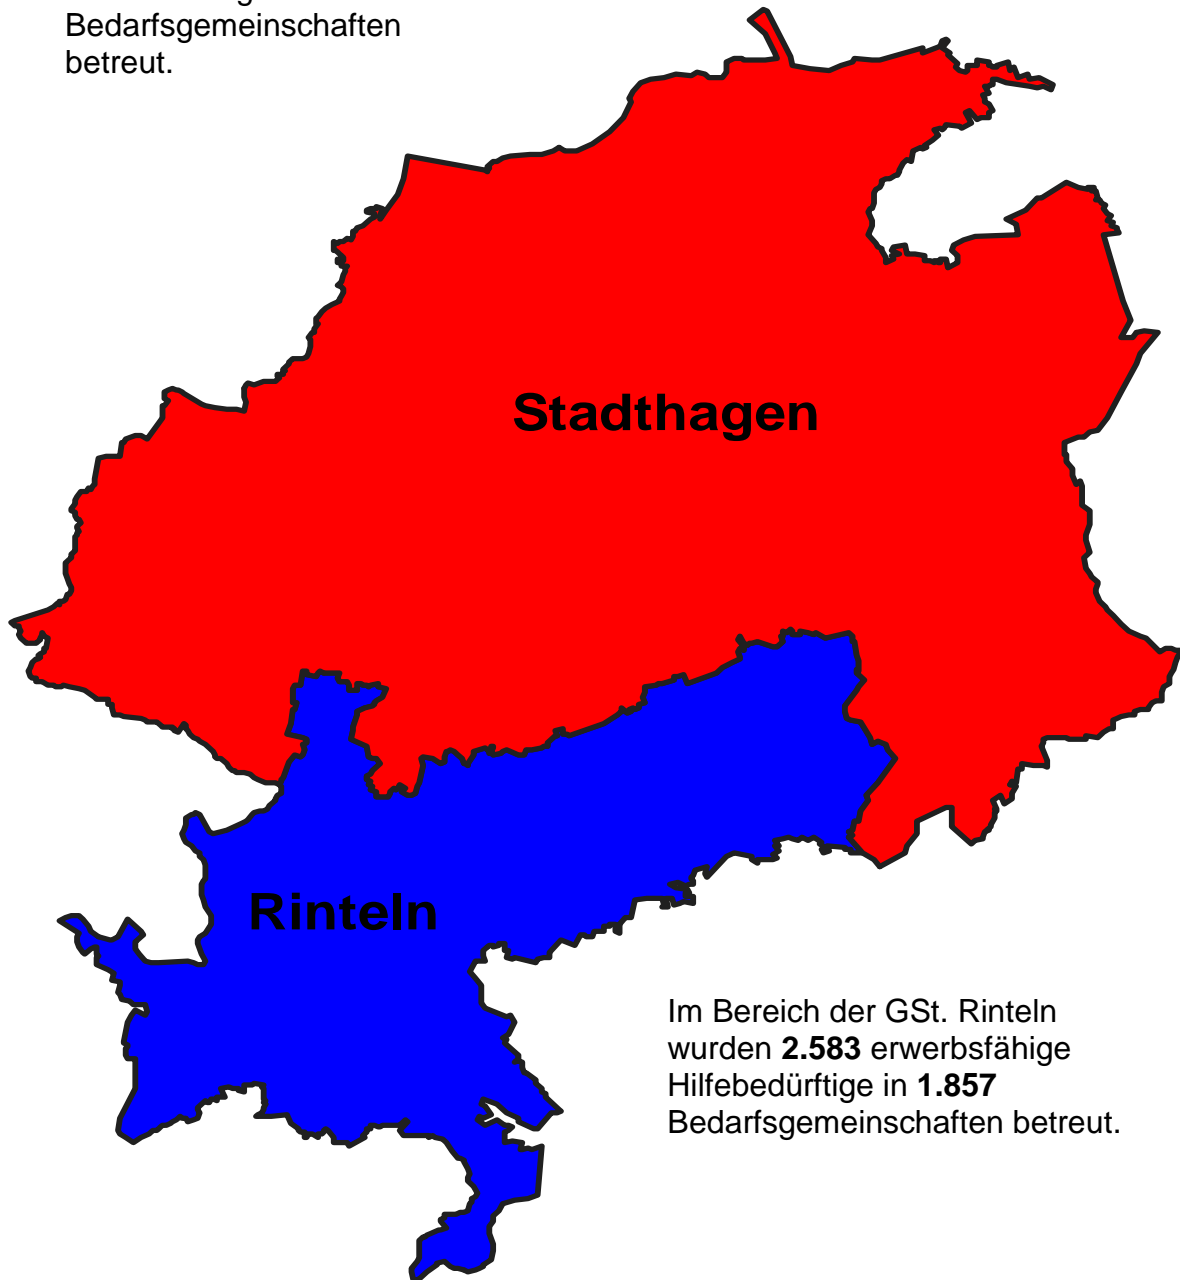 Bedarfsgemeinschaften
betreut.
Stadthagen
Rinteln
Im Bereich der GSt. Rinteln
wurden 2.583 erwerbsfähige
Hilfebedürftige in 1.857
Bedarfsgemeinschaften betreut.